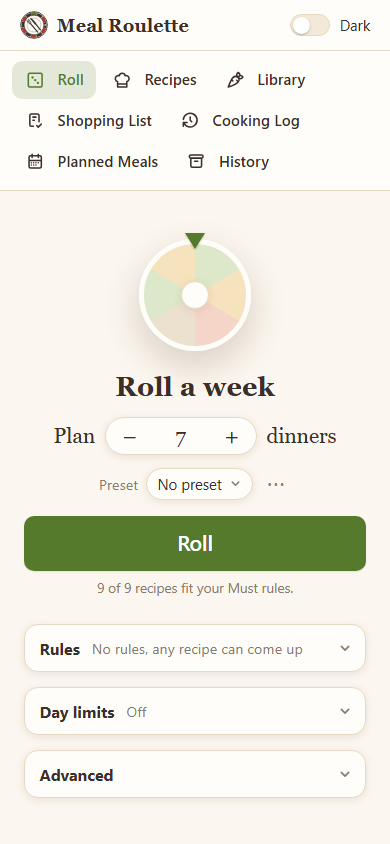 Meal Roulette Dark
Roll Recipes Library
Shopping List Cooking Log
Planned Meals History
Roll a week
Plan − 7 + dinners
Preset No preset ···
Roll
9 of 9 recipes fit your Must rules.
Rules No rules, any recipe can come up
Day limits Off
Advanced